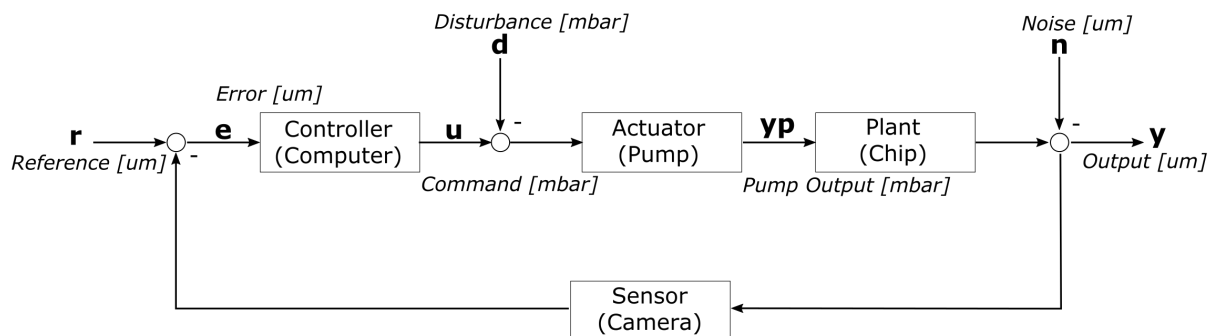 Disturbance [mbar]
d
-
Noise [um]
n
-
Error [um]
r
Reference [um]
-
e
Controller
(Computer)
u
Command [mbar]
Actuator
(Pump)
yp
Pump Output [mbar]
Plant
(Chip)
y
Output [um]
Sensor
(Camera)